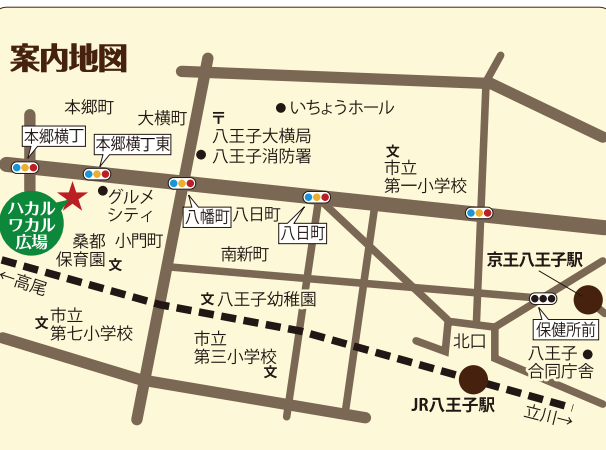 案内地図
本郷町
大横町
いちょうホール
〒
八王子大横局
八王子消防署
本郷横丁
本郷横丁東
文
市立
第一小学校
ハカル
ワカル
広場
グルメ
シティ
八幡町
八日町
八日町
桑都
保育園文
小門町
南新町
京王八王子駅
←高尾
文八王子幼稚園
保健所前
文市立
第七小学校
市立
第三小学校
文
北口
八王子
合同庁舎
JR八王子駅
立川→